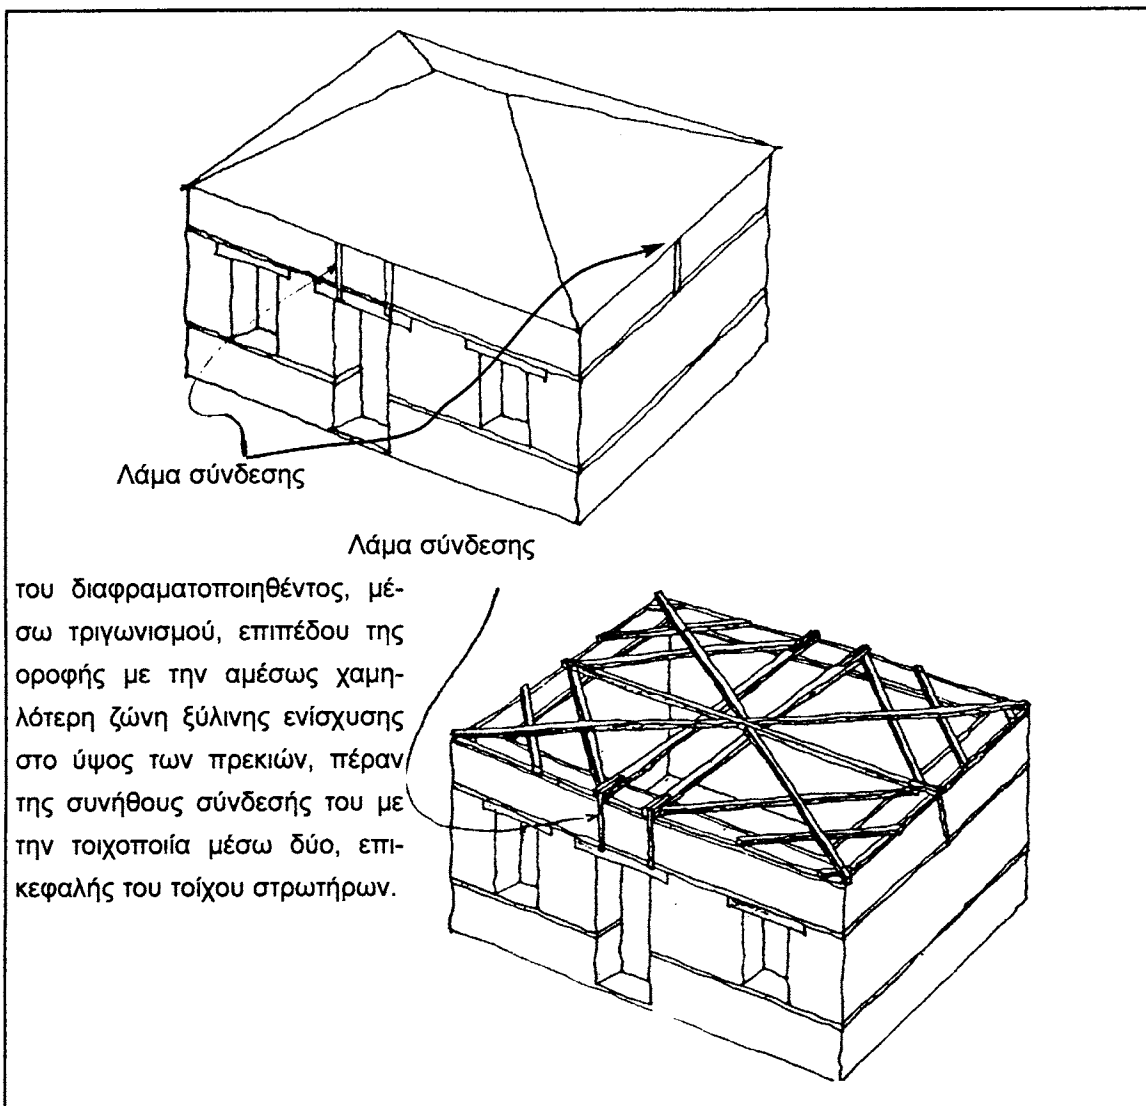 Λάμα σύνδεσης
Λάμα σύνδεσης
του διαφραματοποιηθέντος, μέ-
σω τριγωνισμού, επιπέδου της
οροφής με την αμέσως χαμη-
λότερη ζώνη ξύλινης ενίσχυσης
στο ύψος των πρεκιών, πέραν
της συνήθους σύνδεσής του με
την τοιχοποιία μέσω δύο, επι-
κεφαλής του τοίχου στρωτήρων.